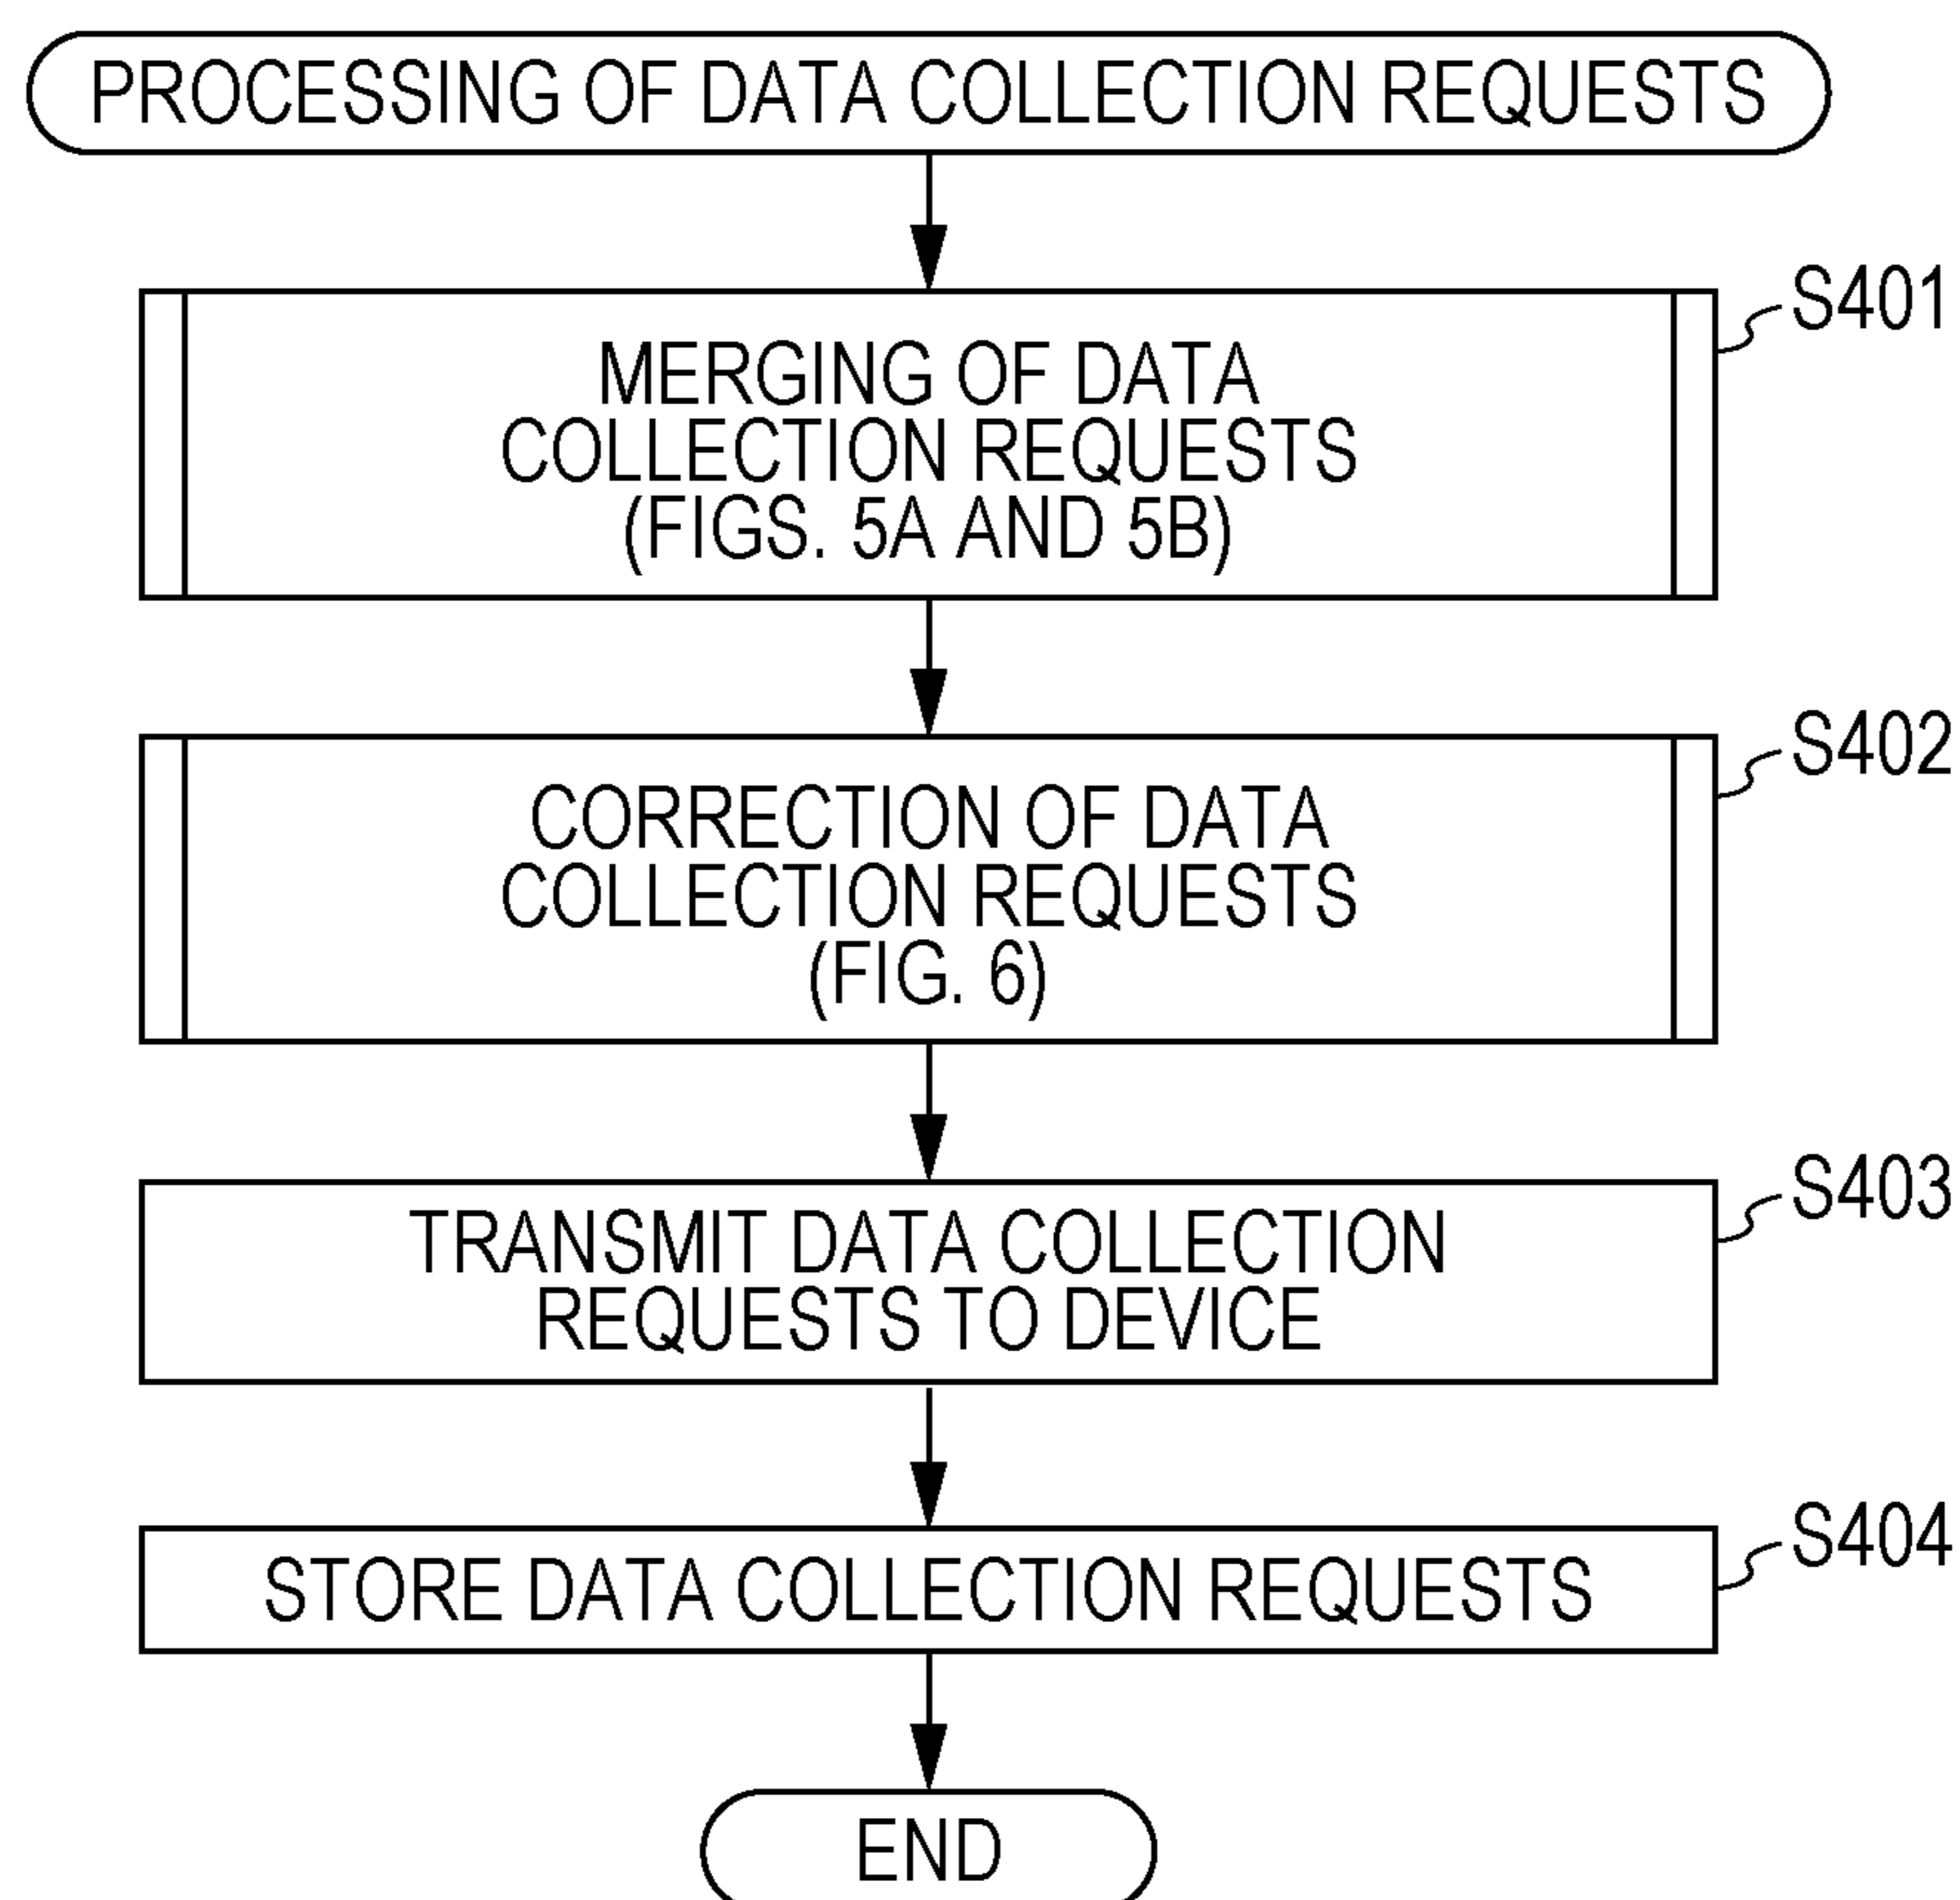 PROCESSING OF DATA COLLECTION REQUESTS
S401
MERGING OF DATA
COLLECTION REQUESTS
(FIGS. 5A AND 5B)
S402
CORRECTION OF DATA
COLLECTION REQUESTS
(FIG. 6)
S403
TRANSMIT DATA COLLECTION
REQUESTS TO DEVICE
S404
STORE DATA COLLECTION REQUESTS
END